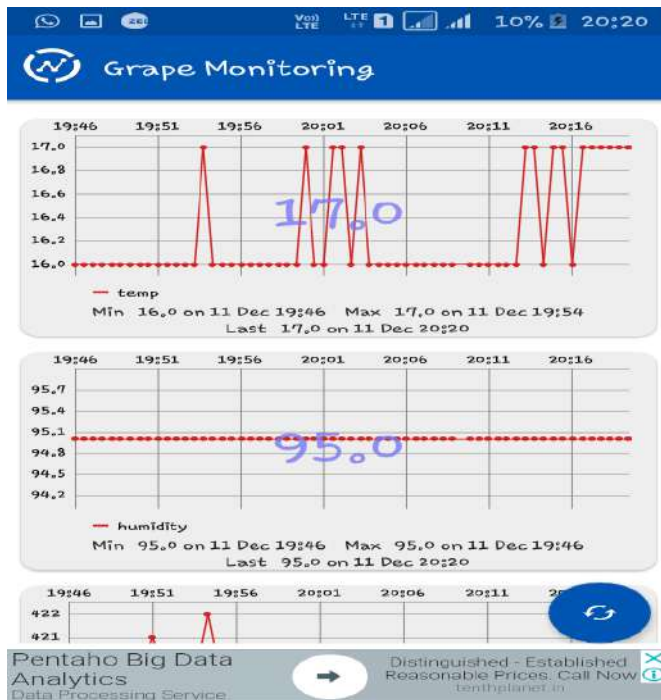 VoLTE LTE 1 10% 20:20
Grape Monitoring
19:46 19:51 19:56 20:01 20:06 20:11 20:16
17.0
16.8
16.6
16.4
16.2
16.0
17.0
temp
Min 16.0 on 11 Dec 19:46 Max 17.0 on 11 Dec 19:54
Last 17.0 on 11 Dec 20:20
19:46 19:51 19:56 20:01 20:06 20:11 20:16
95.7
95.4
95.1
94.8
94.5
94.2
95.0
humidity
Min 95.0 on 11 Dec 19:46 Max 95.0 on 11 Dec 19:46
Last 95.0 on 11 Dec 20:20
19:46 19:51 19:56 20:01 20:06 20:11
422
421
Pentaho Big Data
Analytics
Data Processing Service
Distinguished - Established
Reasonable Prices. Call Now
tenthplanet.in